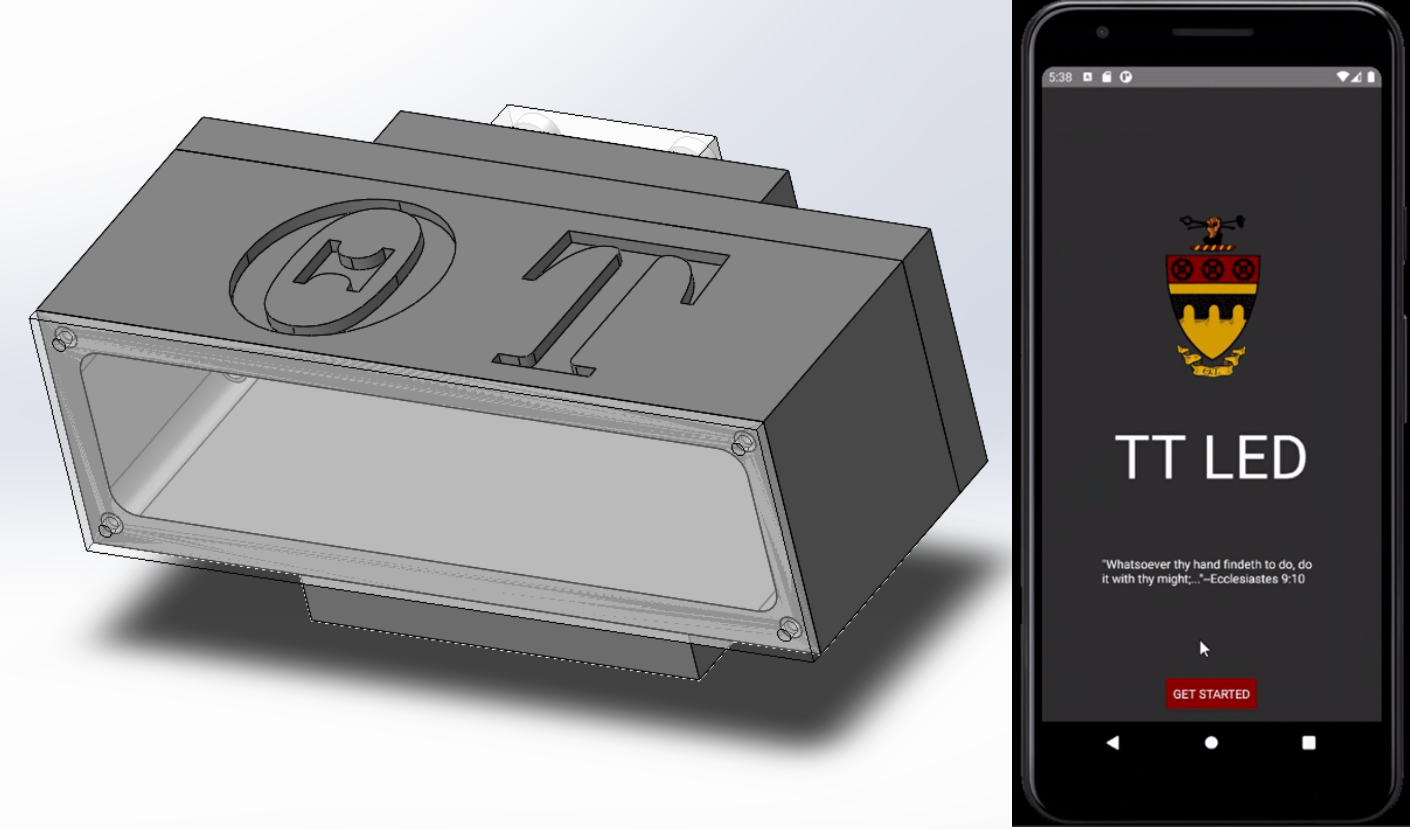 Θ T
5:38
TT LED
"Whatsoever thy hand findeth to do, do
it with thy might;..."--Ecclesiastes 9:10
GET STARTED